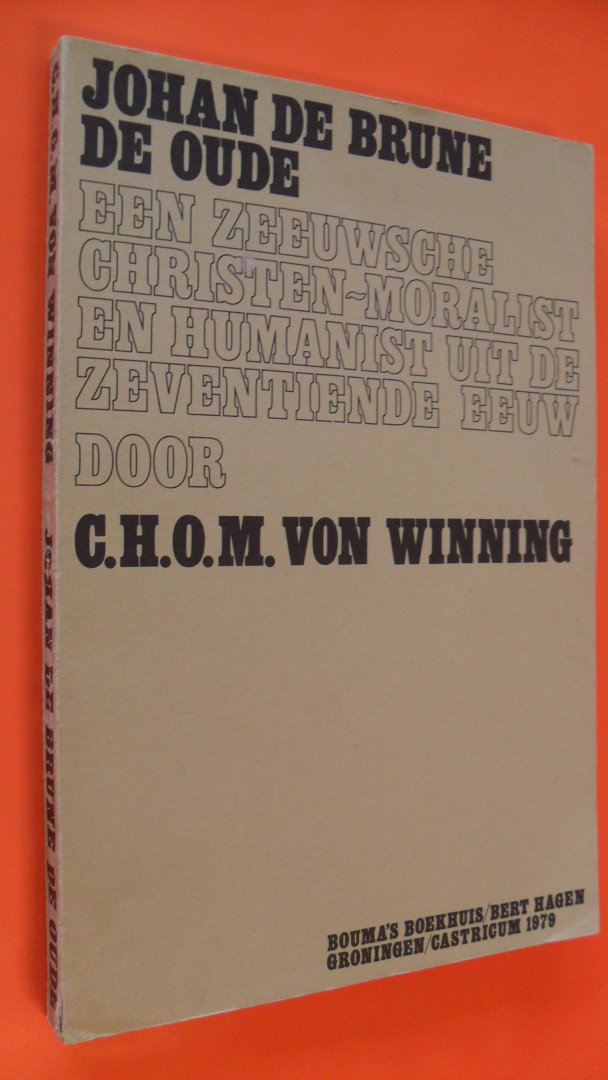 JOHAN DE BRUNE
DE OUDE
EEN ZEEUWSCHE
CHRISTEN~MORALIST
EN HUMANIST UIT DE
ZEVENTIENDE EEUW
DOOR
C.H.O.M. VON WINNING
BOUMA'S BOEKHUIS/BERT HAGEN
GRONINGEN/CASTRICUM 1979
C.H.O.M. VON WINNING JOHAN DE BRUNE DE OUDE